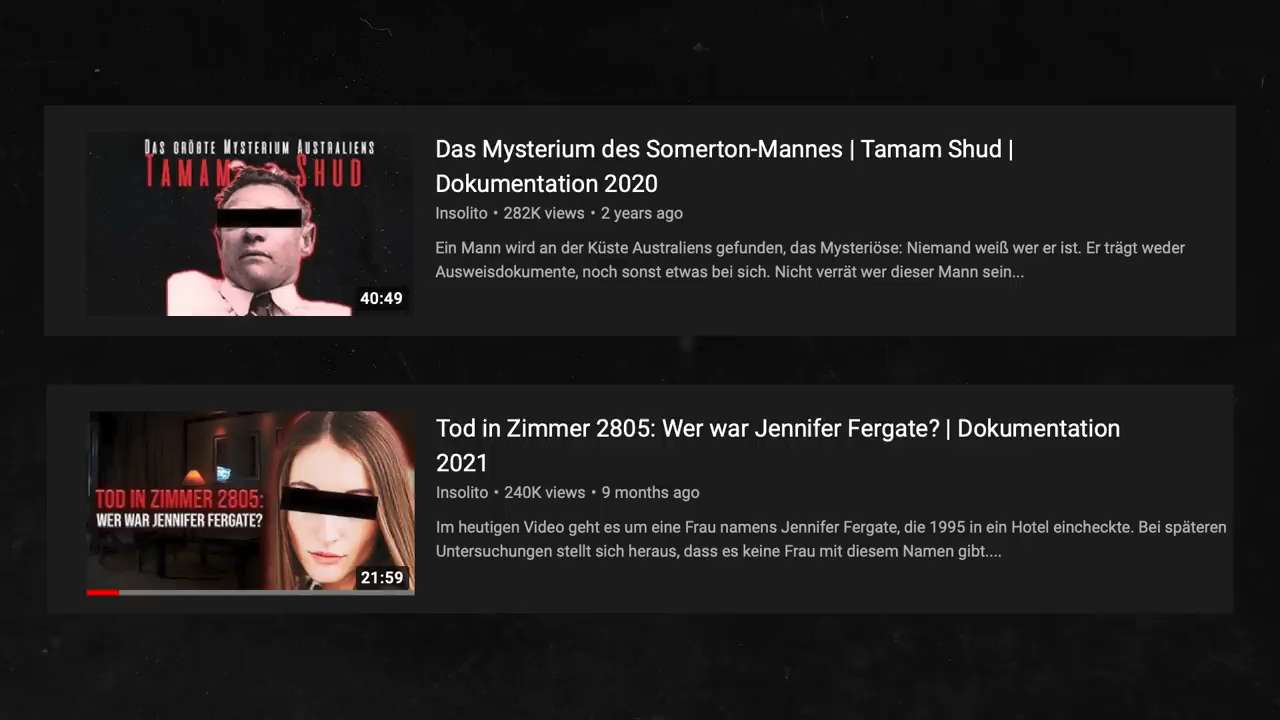 DAS GRÖßTE MYSTERIUM AUSTRALIENS
TAMAM SHUD
40:49
Das Mysterium des Somerton-Mannes | Tamam Shud |
Dokumentation 2020
Insolito • 282K views • 2 years ago
Ein Mann wird an der Küste Australiens gefunden, das Mysteriöse: Niemand weiß wer er ist. Er trägt weder
Ausweisdokumente, noch sonst etwas bei sich. Nicht verrät wer dieser Mann sein...
TOD IN ZIMMER 2805:
WER WAR JENNIFER FERGATE?
21:59
Tod in Zimmer 2805: Wer war Jennifer Fergate? | Dokumentation
2021
Insolito • 240K views • 9 months ago
Im heutigen Video geht es um eine Frau namens Jennifer Fergate, die 1995 in ein Hotel eincheckte. Bei späteren
Untersuchungen stellt sich heraus, dass es keine Frau mit diesem Namen gibt....